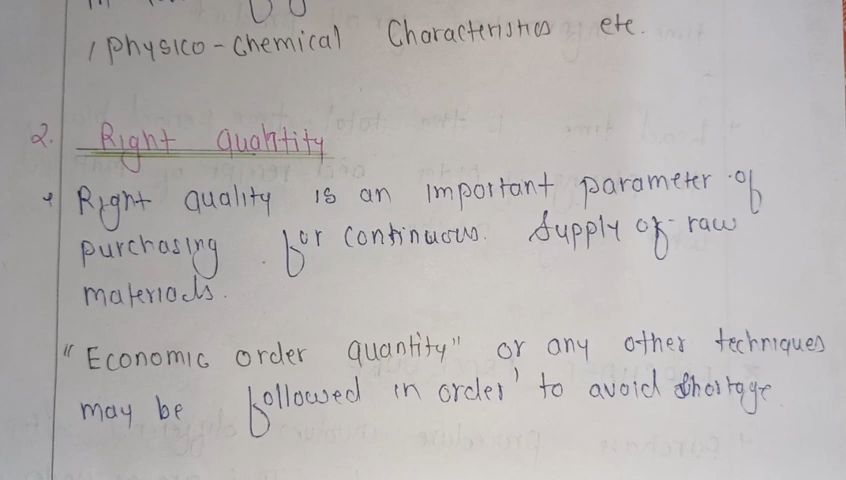 / physico-chemical Characteristics etc.
2. Right quantity
Right quality is an important parameter of
purchasing for continuous. Supply of raw
materials.
"Economic order quantity" or any other techniques
may be followed in order to avoid shortage